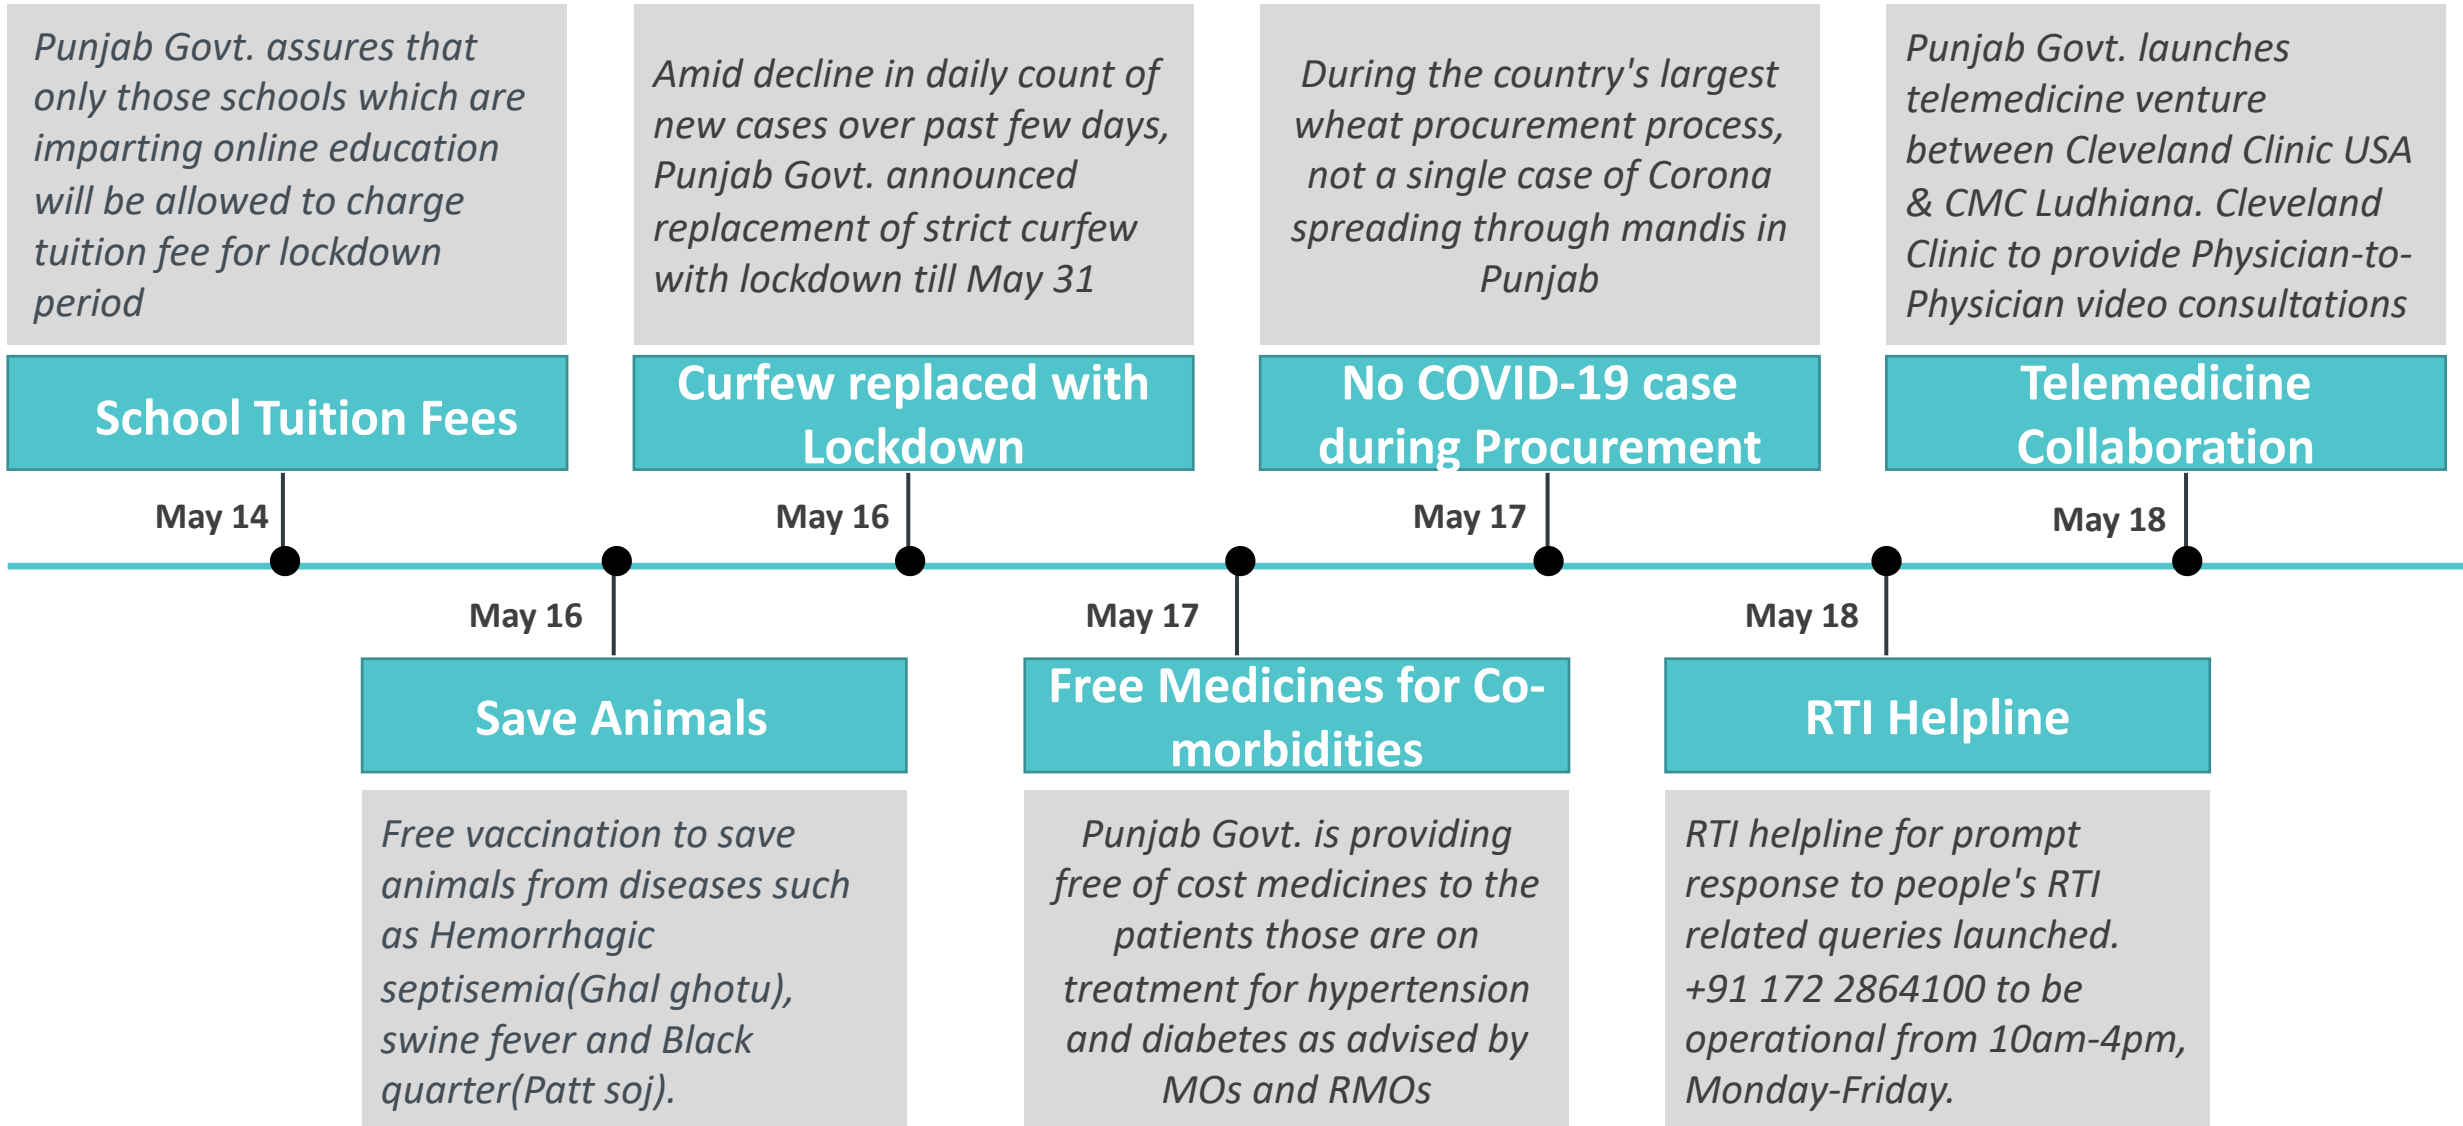 Punjab Govt. assures that
only those schools which are
imparting online education
will be allowed to charge
tuition fee for lockdown
period
School Tuition Fees
May 14
Amid decline in daily count of
new cases over past few days,
Punjab Govt. announced
replacement of strict curfew
with lockdown till May 31
Curfew replaced with
Lockdown
May 16
During the country's largest
wheat procurement process,
not a single case of Corona
spreading through mandis in
Punjab
No COVID-19 case
during Procurement
May 17
Punjab Govt. launches
telemedicine venture
between Cleveland Clinic USA
& CMC Ludhiana. Cleveland
Clinic to provide Physician-to-
Physician video consultations
Telemedicine
Collaboration
May 18
May 16
Save Animals
Free vaccination to save
animals from diseases such
as Hemorrhagic
septisemia(Ghal ghotu),
swine fever and Black
quarter(Patt soj).
May 17
Free Medicines for Co-
morbidities
Punjab Govt. is providing
free of cost medicines to the
patients those are on
treatment for hypertension
and diabetes as advised by
MOs and RMOs
May 18
RTI Helpline
RTI helpline for prompt
response to people's RTI
related queries launched.
+91 172 2864100 to be
operational from 10am-4pm,
Monday-Friday.